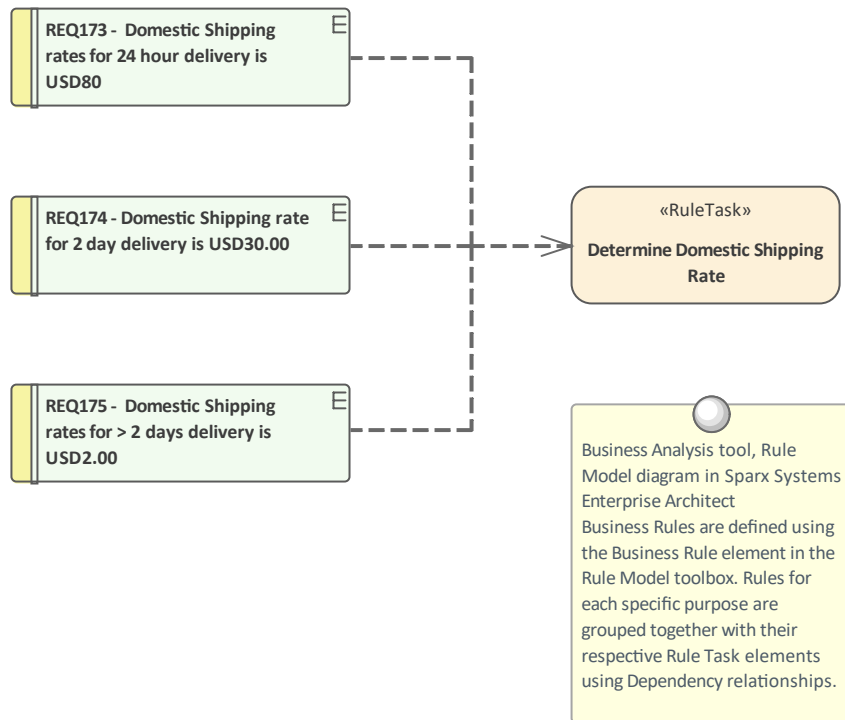 REQ173 - Domestic Shipping
rates for 24 hour delivery is
USD80
REQ174 - Domestic Shipping rate
for 2 day delivery is USD30.00
REQ175 - Domestic Shipping
rates for > 2 days delivery is
USD2.00
«RuleTask»
Determine Domestic Shipping
Rate
Business Analysis tool, Rule
Model diagram in Sparx Systems
Enterprise Architect
Business Rules are defined using
the Business Rule element in the
Rule Model toolbox. Rules for
each specific purpose are
grouped together with their
respective Rule Task elements
using Dependency relationships.